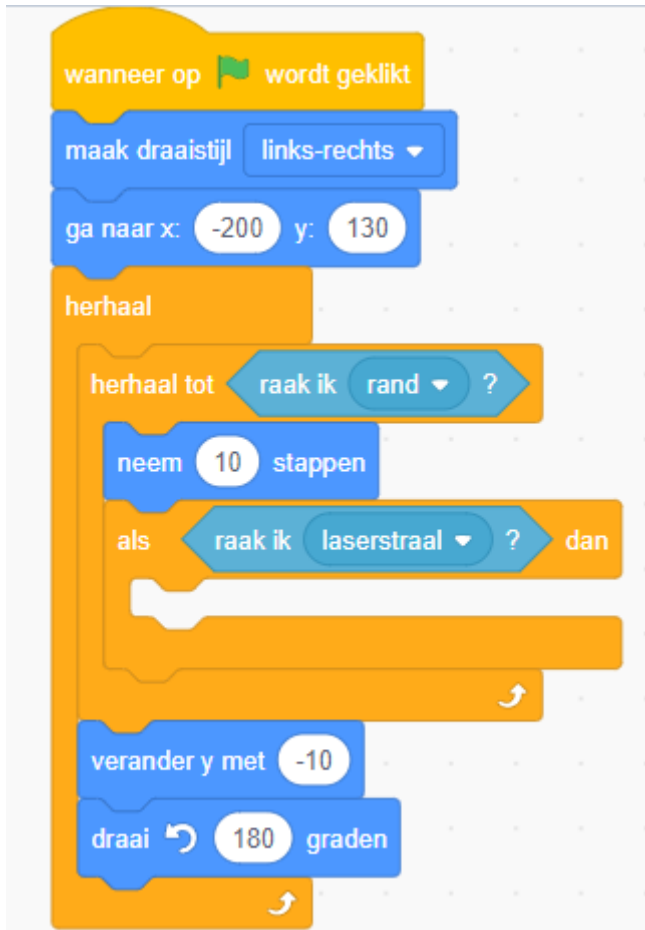 wanneer op wordt geklikt
maak draaistijl links-rechts
ga naar x: -200 y: 130
herhaal
herhaal tot raak ik rand ?
neem 10 stappen
als raak ik laserstraal ? dan
verander y met -10
draai 180 graden